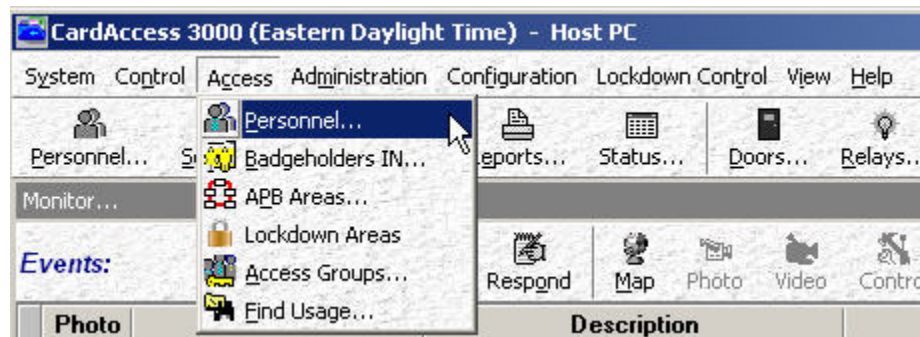 CardAccess 3000 (Eastern Daylight Time) - Host PC
System Control Access Administration Configuration Lockdown Control View Help
Personnel...
Badgeholders IN...
APB Areas...
Lockdown Areas
Access Groups...
Find Usage...
Personnel... Status... Doors... Relays..
Monitor...
Events: Respond Map Photo Video
Photo Description